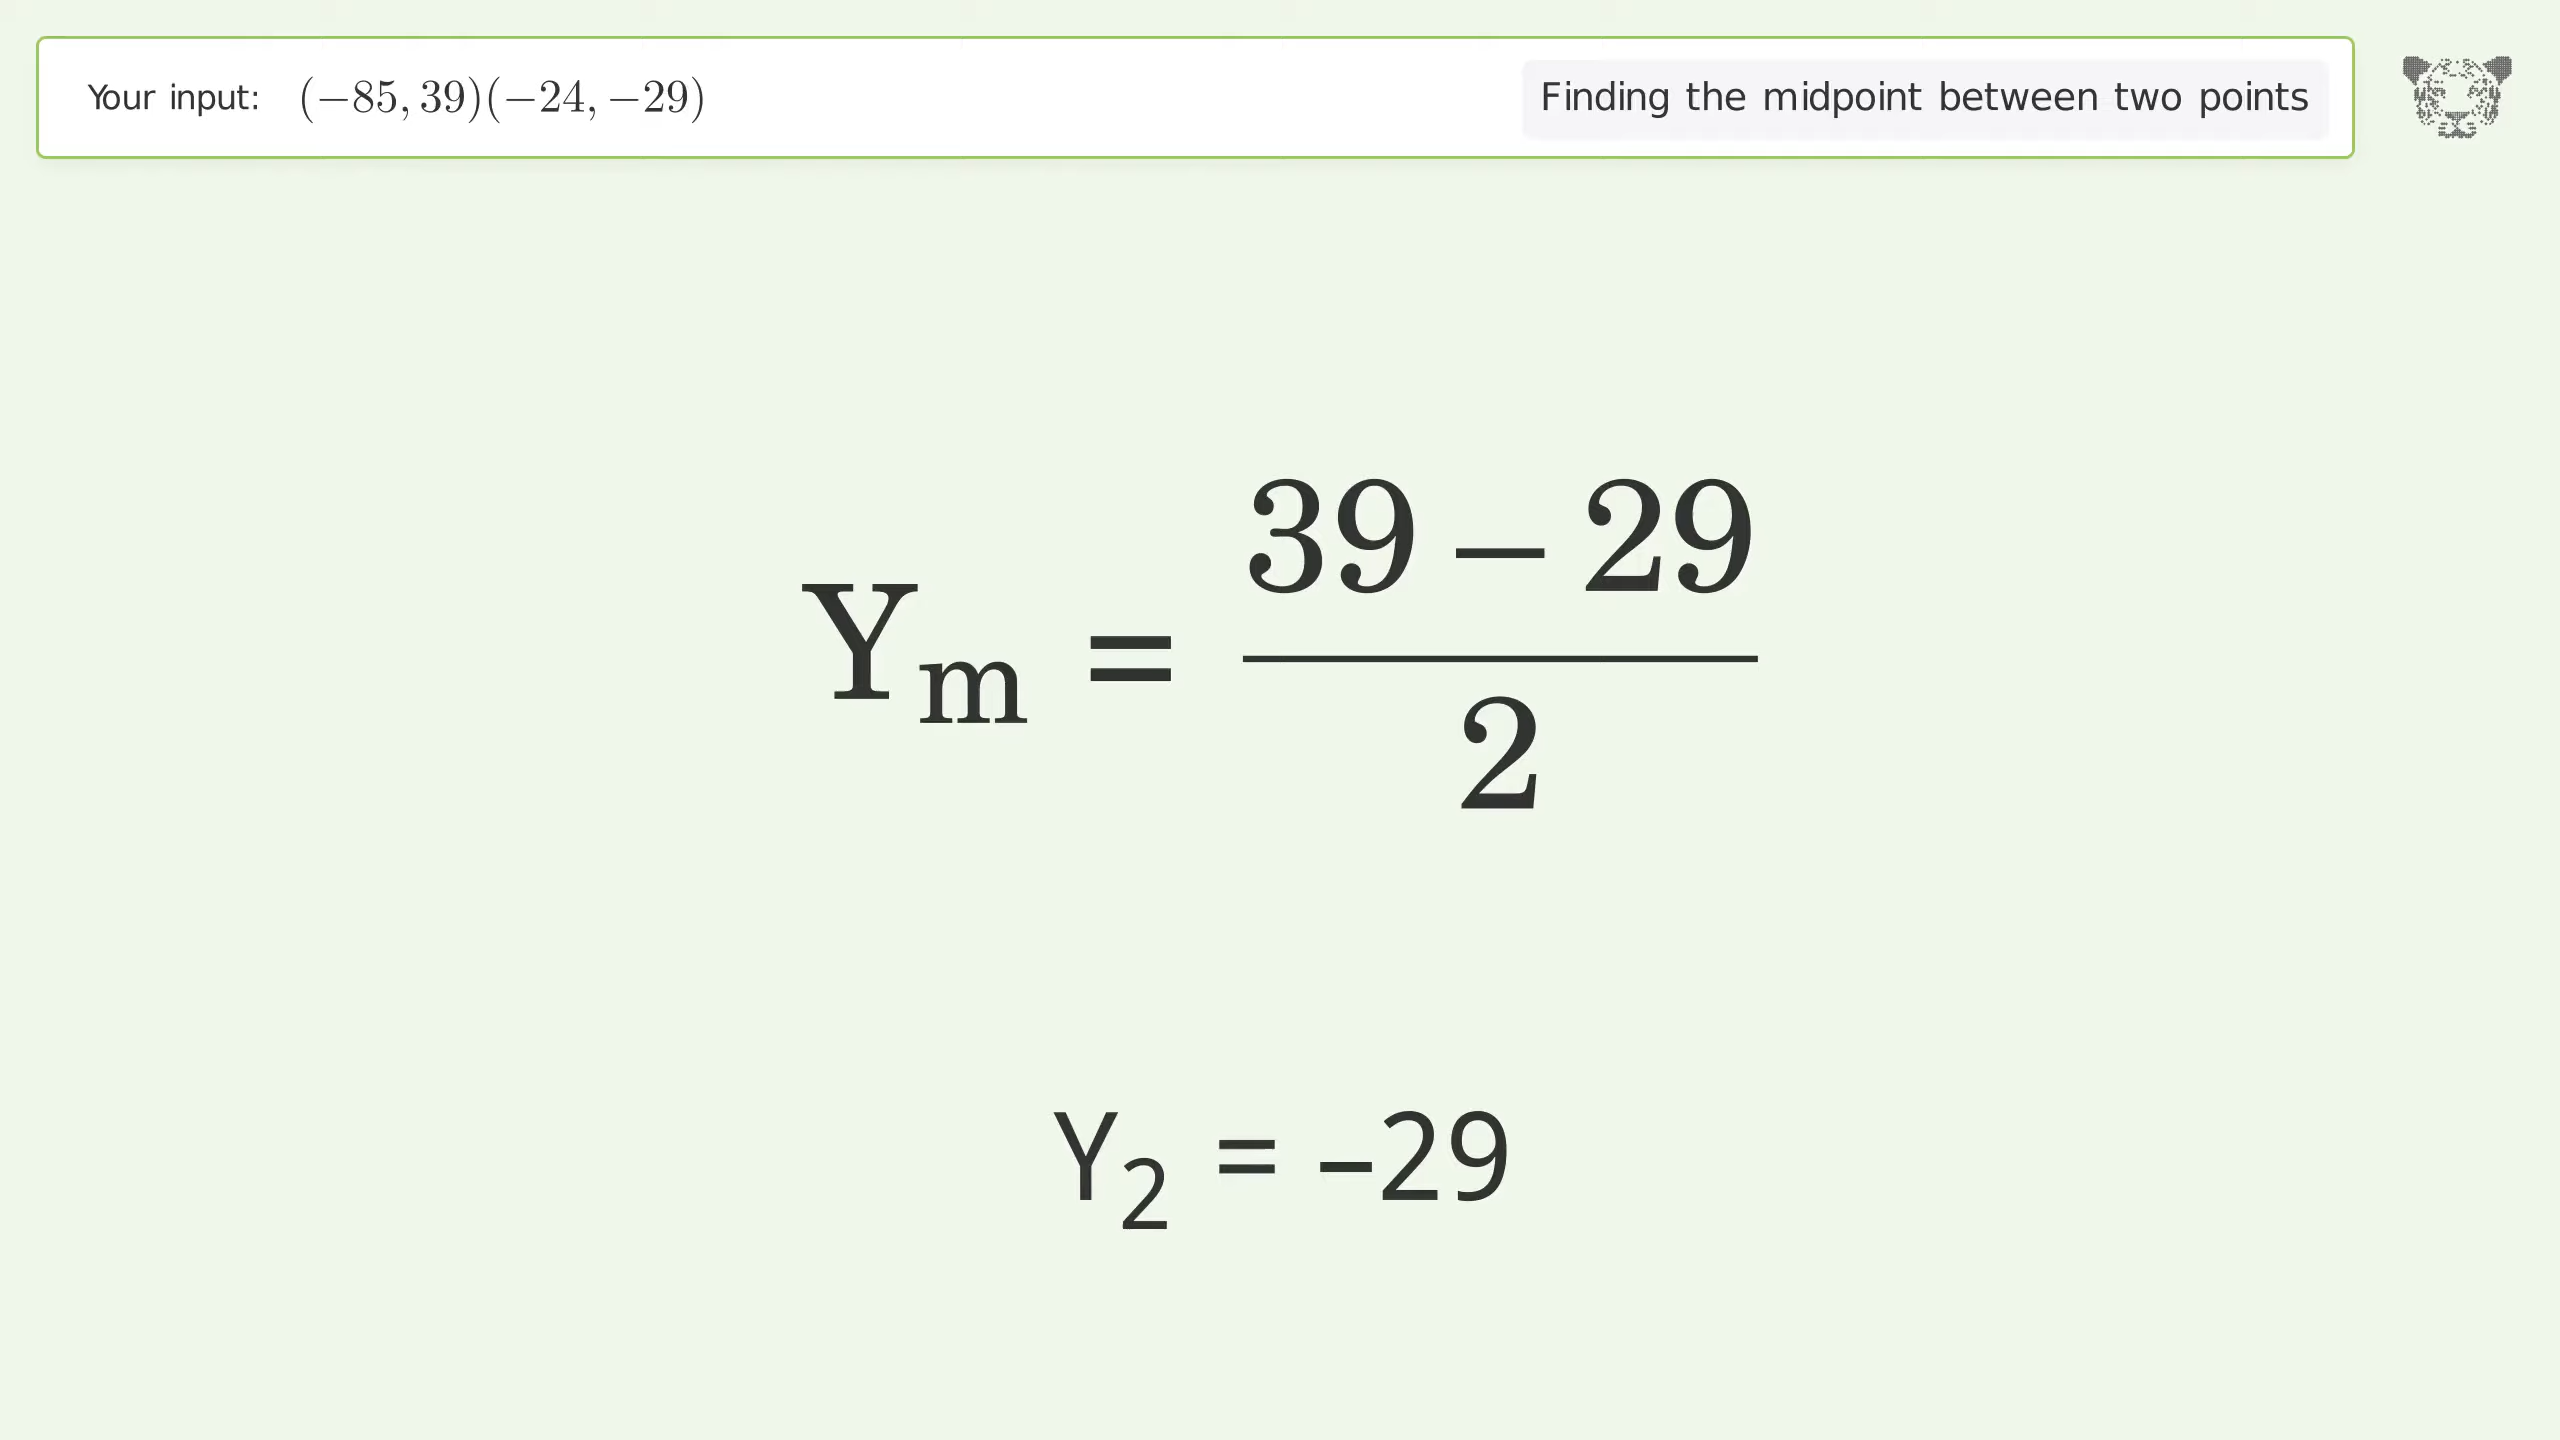 Your input: (−85, 39)(−24, −29)
Finding the midpoint between two points
Yₘ = (39 − 29) / 2
Y₂ = −29